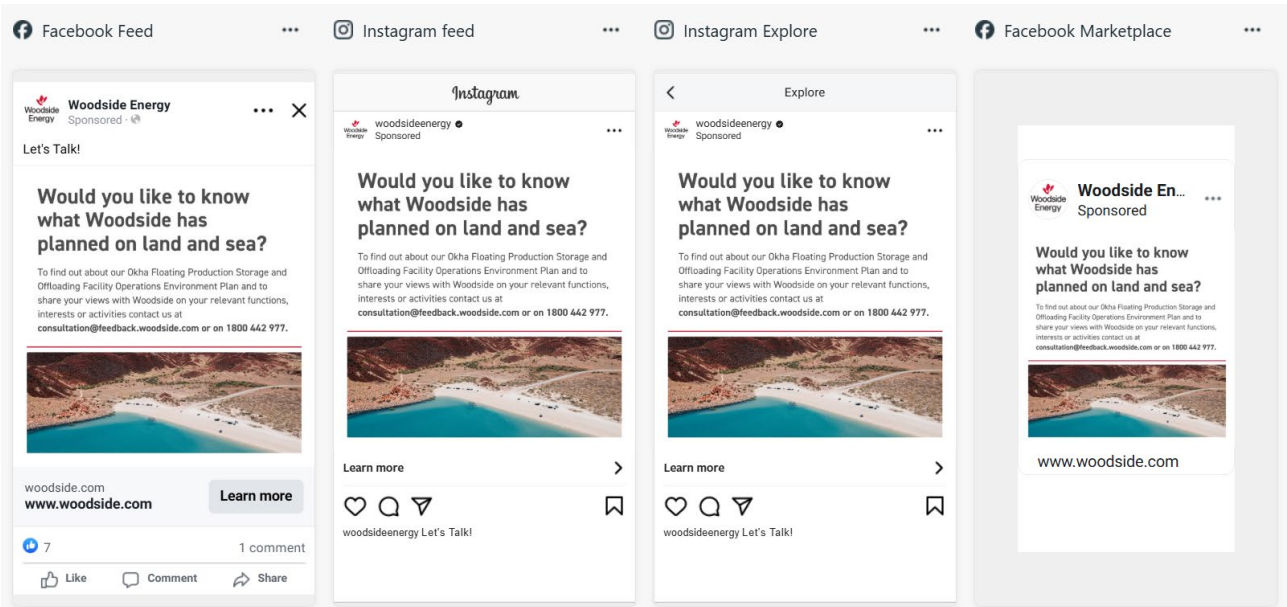 Facebook Feed
Woodside Energy
Woodside Energy
Sponsored ·
Let's Talk!
Would you like to know
what Woodside has
planned on land and sea?
To find out about our Okha Floating Production Storage and
Offloading Facility Operations Environment Plan and to
share your views with Woodside on your relevant functions,
interests or activities contact us at
consultation@feedback.woodside.com or on 1800 442 977.
woodside.com
www.woodside.com
Learn more
7
1 comment
Like
Comment
Share
Instagram feed
Instagram
Woodside Energy
woodsideenergy
Sponsored
Would you like to know
what Woodside has
planned on land and sea?
To find out about our Okha Floating Production Storage and
Offloading Facility Operations Environment Plan and to
share your views with Woodside on your relevant functions,
interests or activities contact us at
consultation@feedback.woodside.com or on 1800 442 977.
Learn more
woodsideenergy Let's Talk!
Instagram Explore
Explore
Woodside Energy
woodsideenergy
Sponsored
Would you like to know
what Woodside has
planned on land and sea?
To find out about our Okha Floating Production Storage and
Offloading Facility Operations Environment Plan and to
share your views with Woodside on your relevant functions,
interests or activities contact us at
consultation@feedback.woodside.com or on 1800 442 977.
Learn more
woodsideenergy Let's Talk!
Facebook Marketplace
Woodside Energy
Woodside En...
Sponsored
Would you like to know
what Woodside has
planned on land and sea?
To find out about our Okha Floating Production Storage and
Offloading Facility Operations Environment Plan and to
share your views with Woodside on your relevant functions,
interests or activities contact us at
consultation@feedback.woodside.com or on 1800 442 977.
www.woodside.com